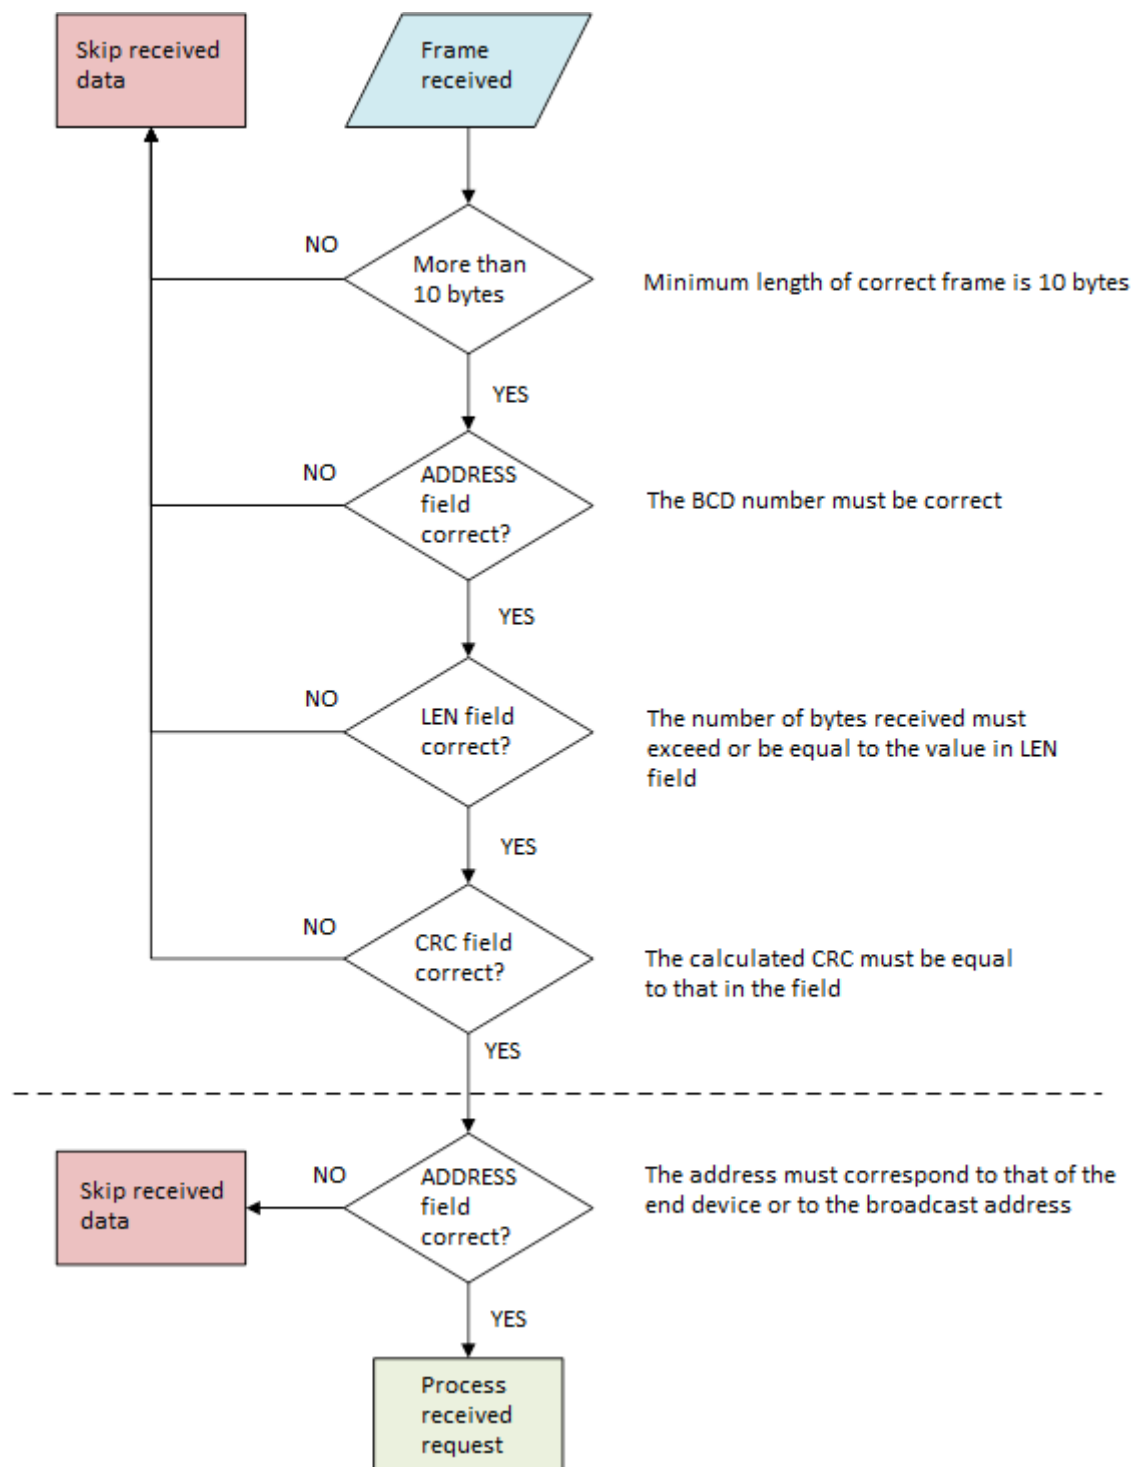 Skip received
data
Frame
received
NO
More than
10 bytes
Minimum length of correct frame is 10 bytes
YES
NO
ADDRESS
field
correct?
The BCD number must be correct
YES
NO
LEN field
correct?
The number of bytes received must
exceed or be equal to the value in LEN
field
YES
NO
CRC field
correct?
The calculated CRC must be equal
to that in the field
YES
Skip received
data
NO
ADDRESS
field
correct?
The address must correspond to that of the
end device or to the broadcast address
YES
Process
received
request